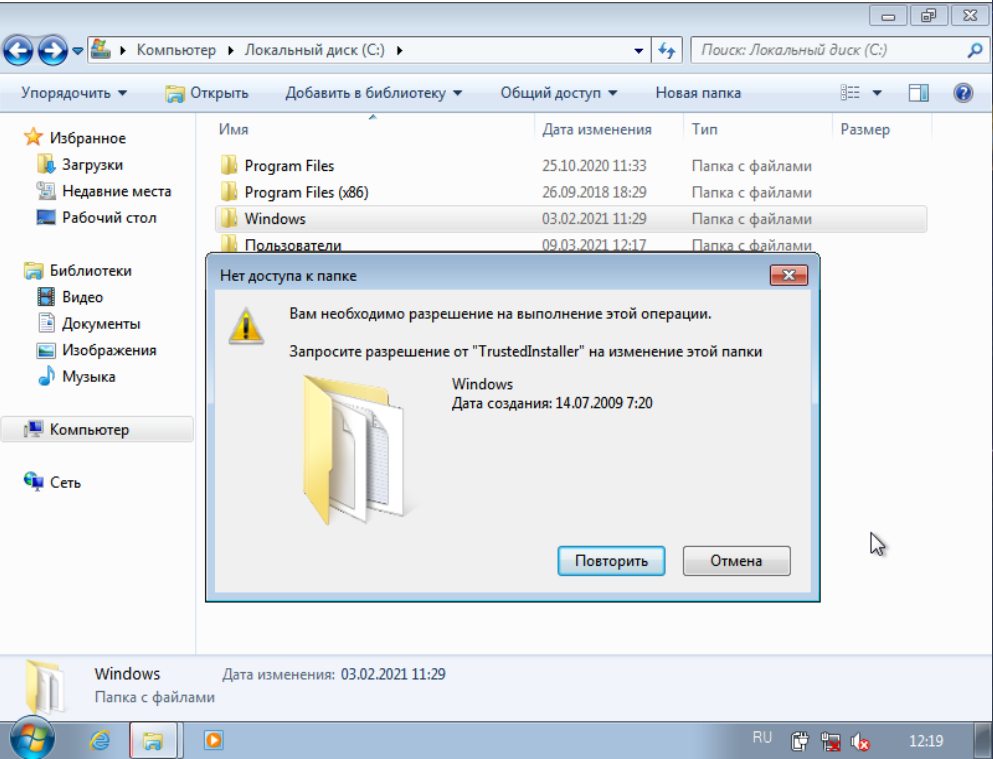 Компьютер ▸ Локальный диск (C:) ▸
Поиск: Локальный диск (C:)
Упорядочить Открыть Добавить в библиотеку Общий доступ Новая папка
Избранное
Загрузки
Недавние места
Рабочий стол
Библиотеки
Видео
Документы
Изображения
Музыка
Компьютер
Сеть
Имя Дата изменения Тип Размер
Program Files 25.10.2020 11:33 Папка с файлами
Program Files (x86) 26.09.2018 18:29 Папка с файлами
Windows 03.02.2021 11:29 Папка с файлами
Пользователи 09.03.2021 12:17 Папка с файлами
Нет доступа к папке
Вам необходимо разрешение на выполнение этой операции.
Запросите разрешение от "TrustedInstaller" на изменение этой папки
Windows
Дата создания: 14.07.2009 7:20
Повторить Отмена
Windows Дата изменения: 03.02.2021 11:29
Папка с файлами
RU 12:19